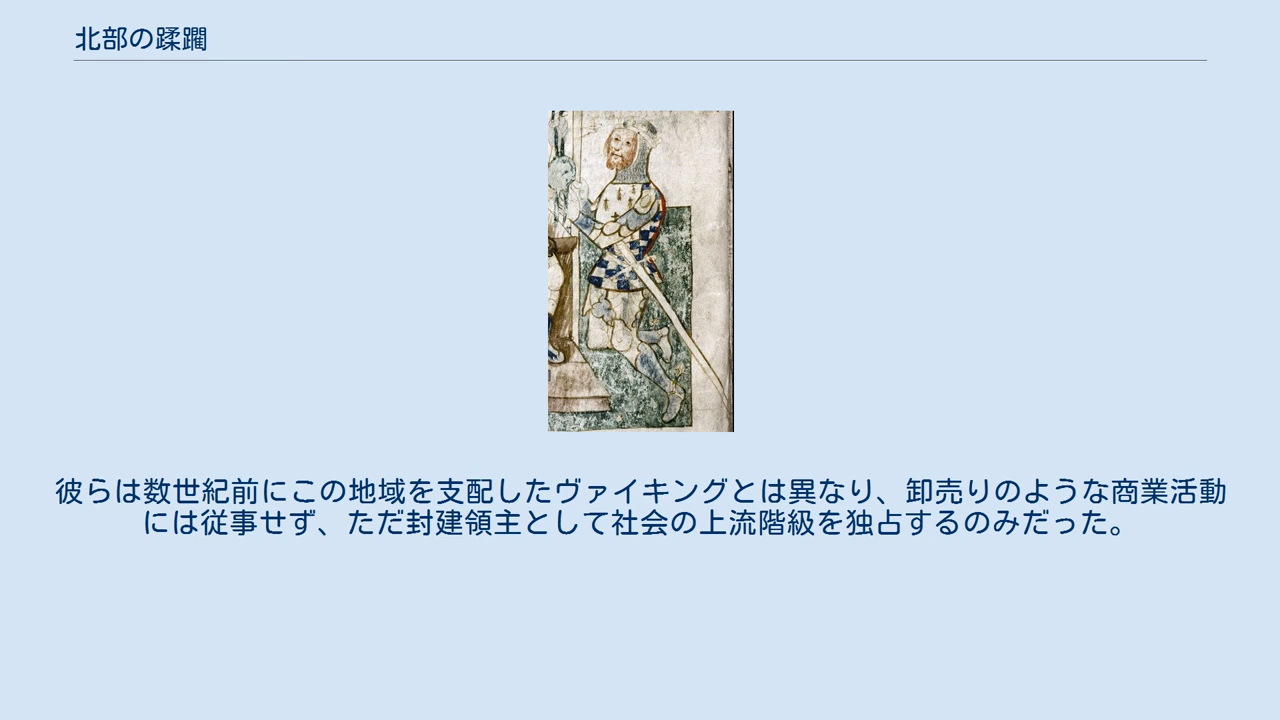 北部の蹂躙
彼らは数世紀前にこの地域を支配したヴァイキングとは異なり、卸売りのような商業活動
には従事せず、ただ封建領主として社会の上流階級を独占するのみだった。